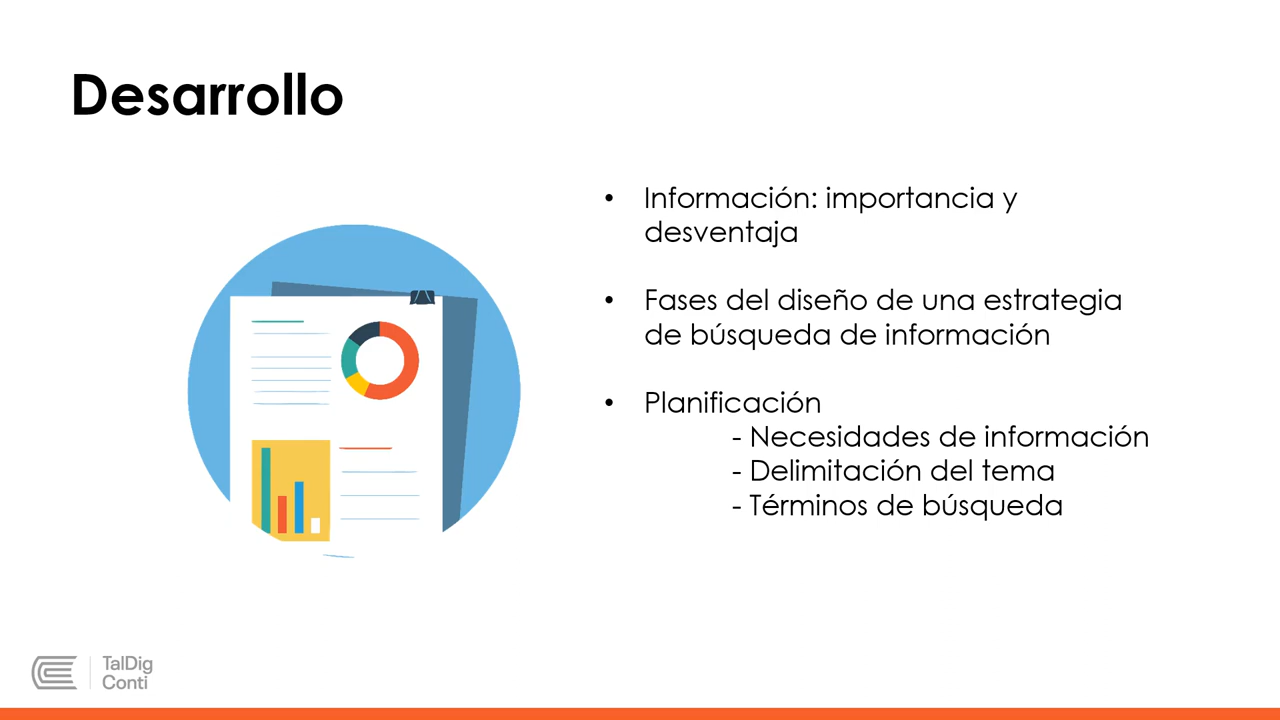 Desarrollo
• Información: importancia y
desventaja
• Fases del diseño de una estrategia
de búsqueda de información
• Planificación
- Necesidades de información
- Delimitación del tema
- Términos de búsqueda
TalDig
Conti